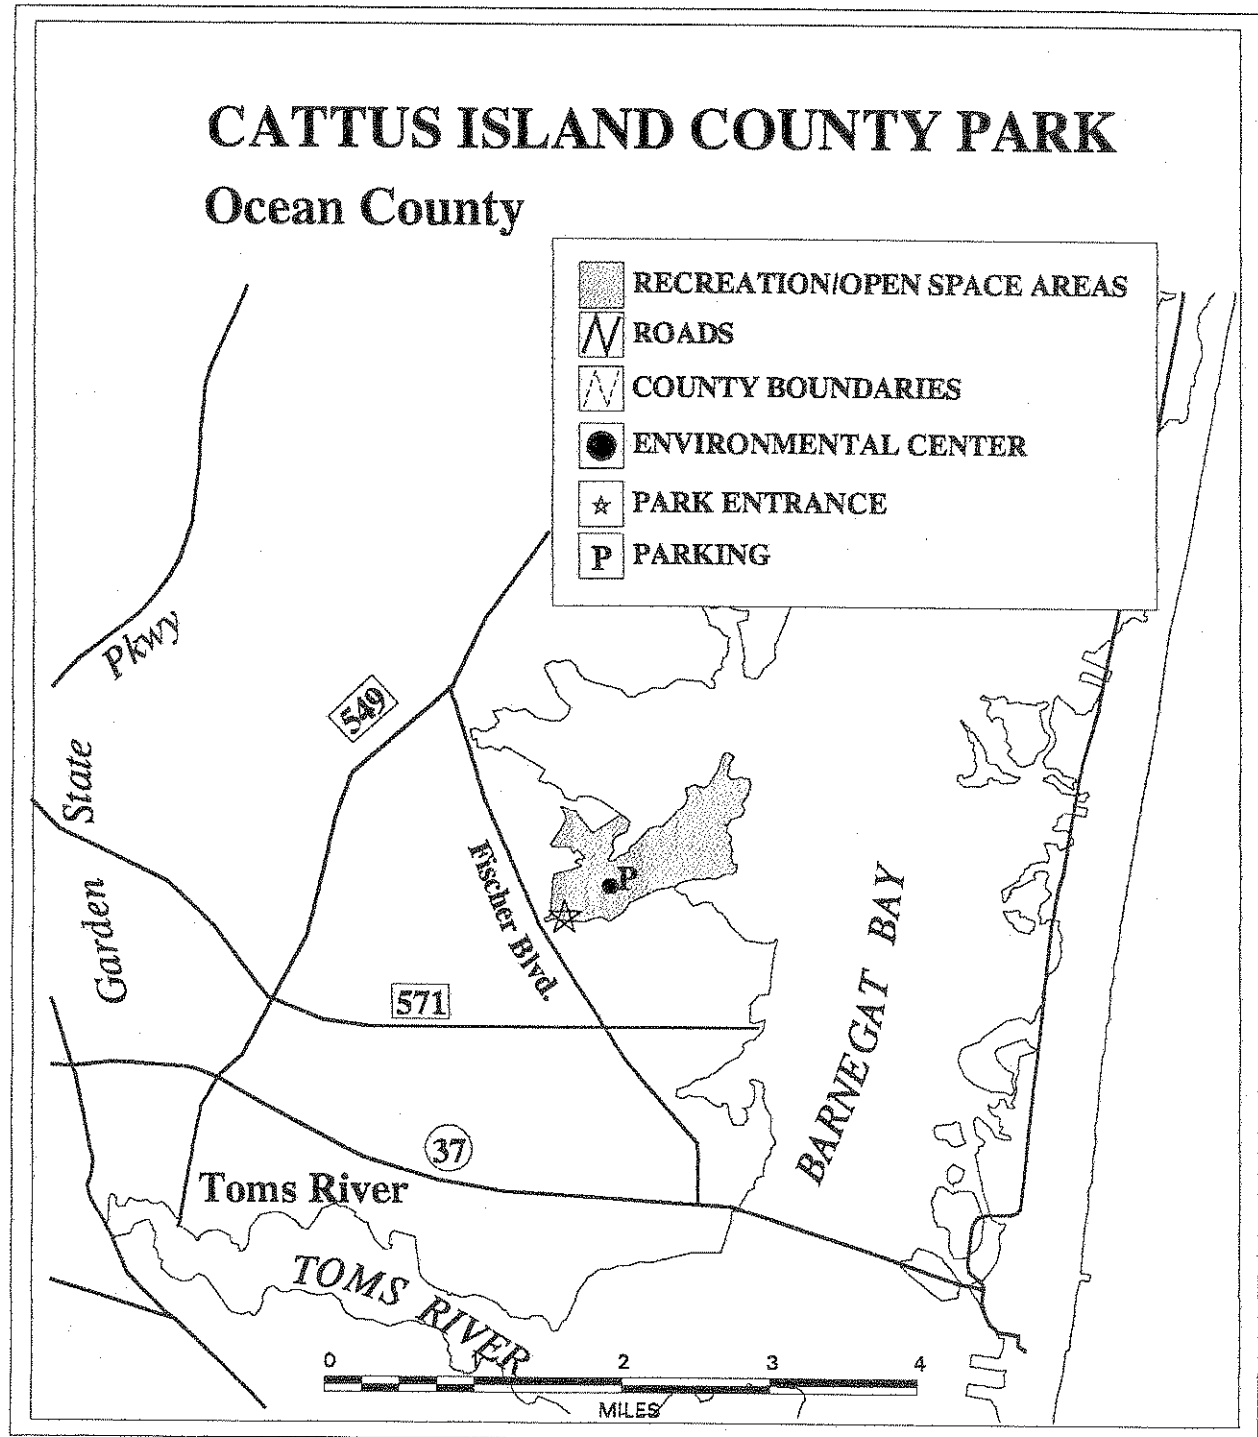 CATTUS ISLAND COUNTY PARK
Ocean County
RECREATION/OPEN SPACE AREAS
ROADS
COUNTY BOUNDARIES
ENVIRONMENTAL CENTER
PARK ENTRANCE
P PARKING
Garden State Pkwy
549
Fischer Blvd.
P
571
BARNEGAT BAY
37
Toms River
TOMS RIVER
0 1 2 3 4
MILES